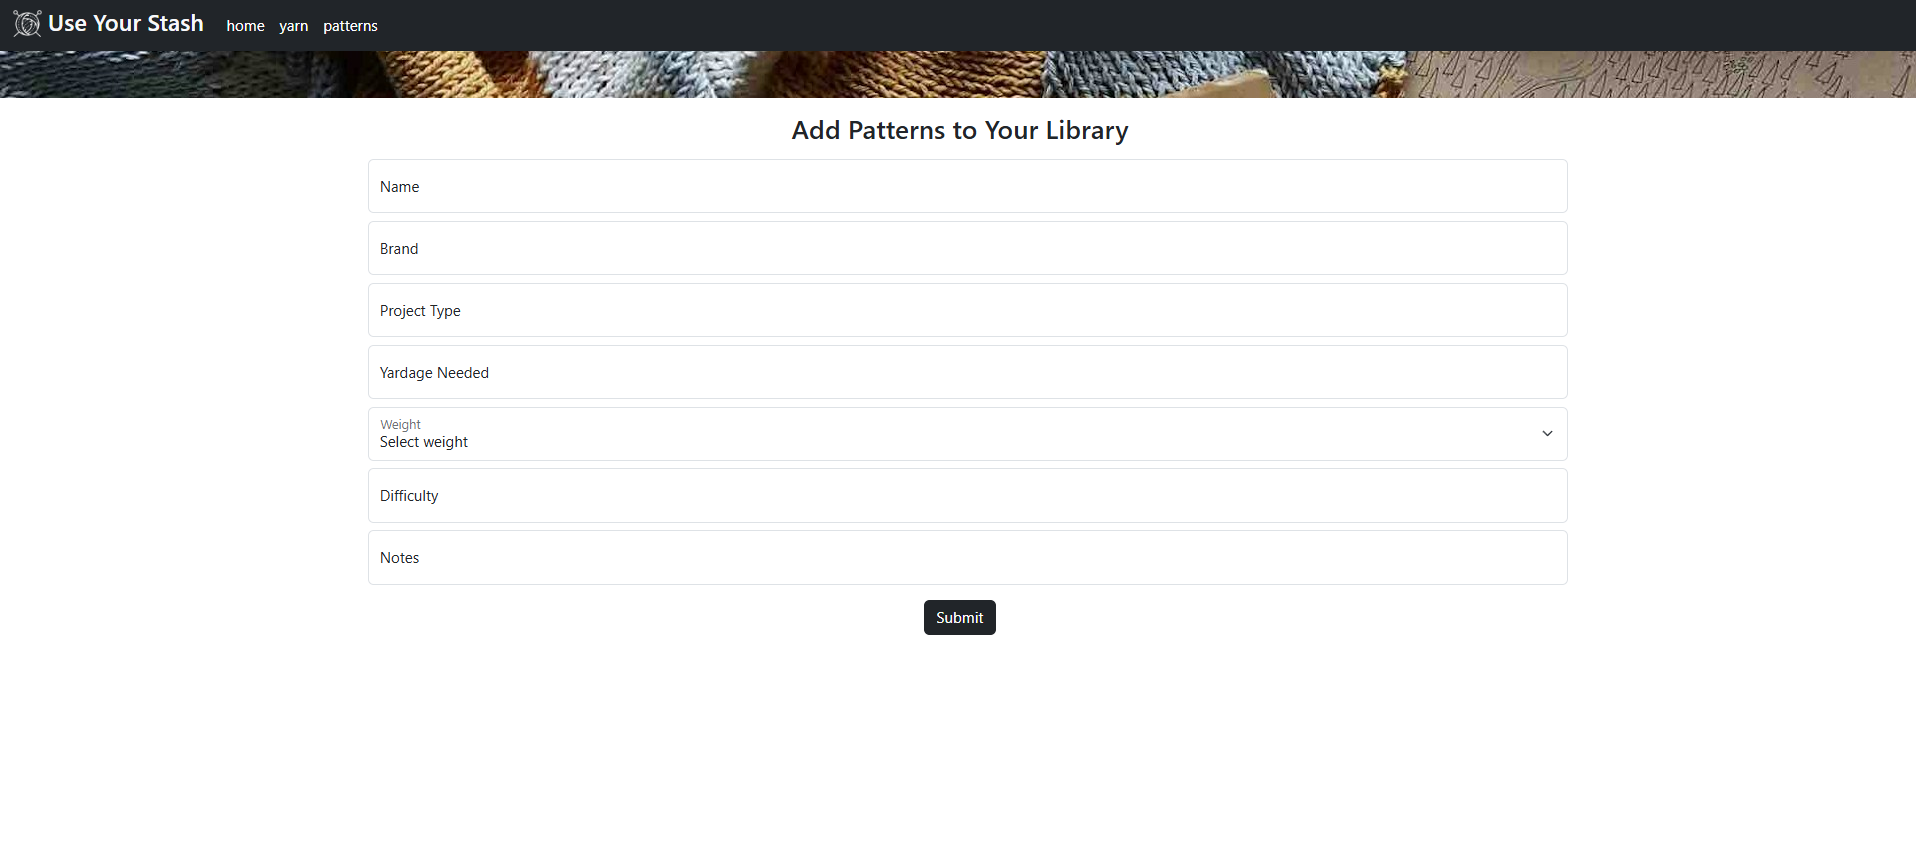 Use Your Stash home yarn patterns
Add Patterns to Your Library
Name
Brand
Project Type
Yardage Needed
Weight
Select weight
Difficulty
Notes
Submit